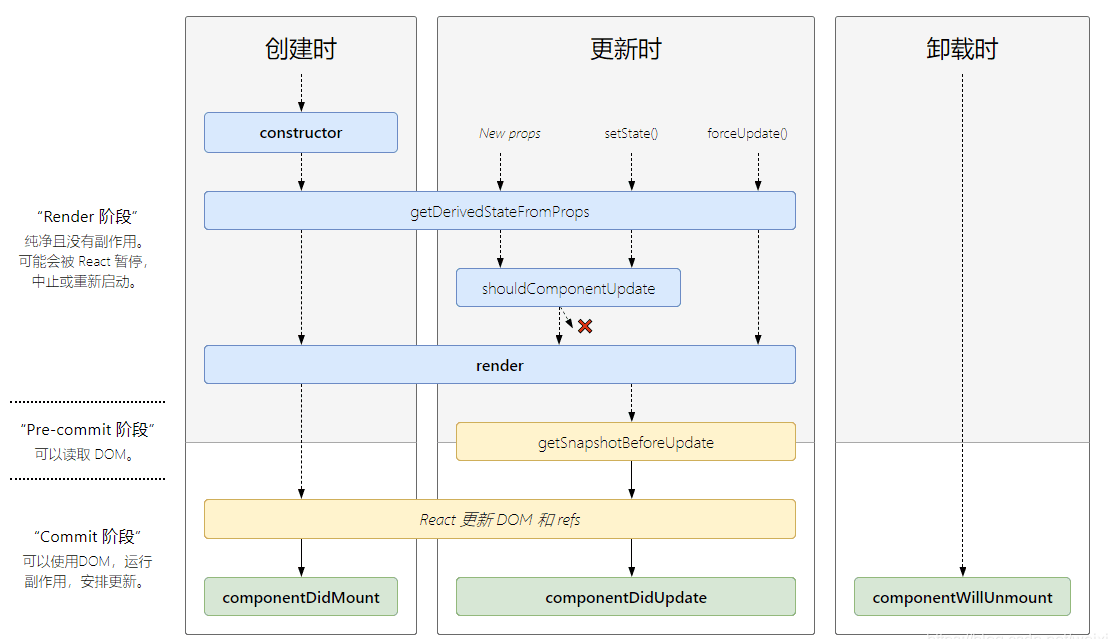 创建时
更新时
卸载时
constructor
New props
setState()
forceUpdate()
“Render 阶段”
纯净且没有副作用。
可能会被 React 暂停，
中止或重新启动。
getDerivedStateFromProps
shouldComponentUpdate
render
“Pre-commit 阶段”
可以读取 DOM。
getSnapshotBeforeUpdate
React 更新 DOM 和 refs
“Commit 阶段”
可以使用DOM，运行
副作用，安排更新。
componentDidMount
componentDidUpdate
componentWillUnmount